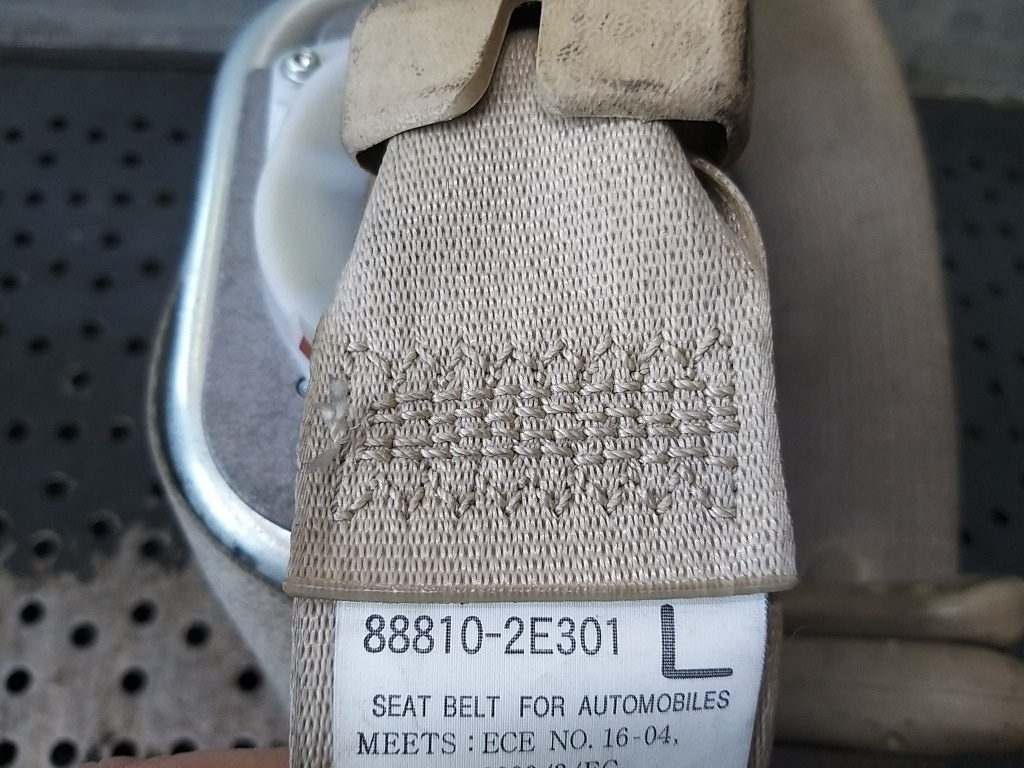 88810-2E301 L
SEAT BELT FOR AUTOMOBILES
MEETS : ECE NO. 16-04,